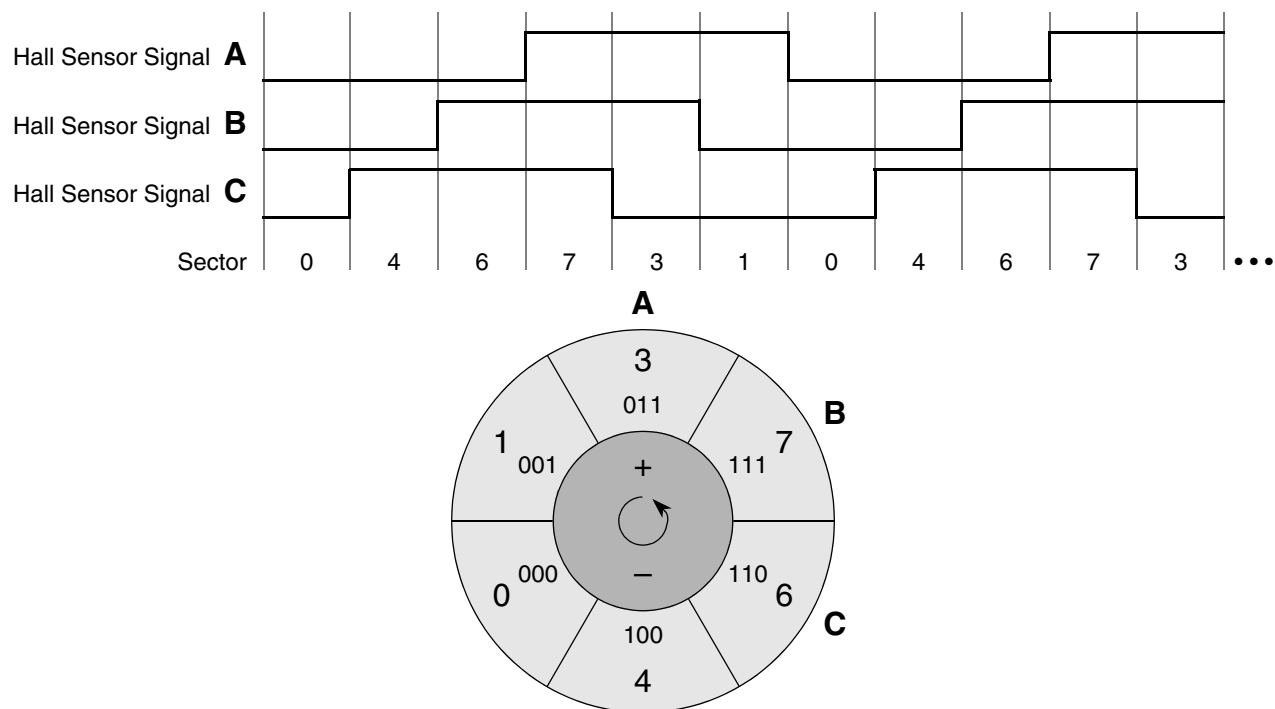 Hall Sensor Signal A
Hall Sensor Signal B
Hall Sensor Signal C
Sector 0 4 6 7 3 1 0 4 6 7 3 •••
A
3
011
B
1 7
001 + 111
000 − 110
0 6
C
100
4